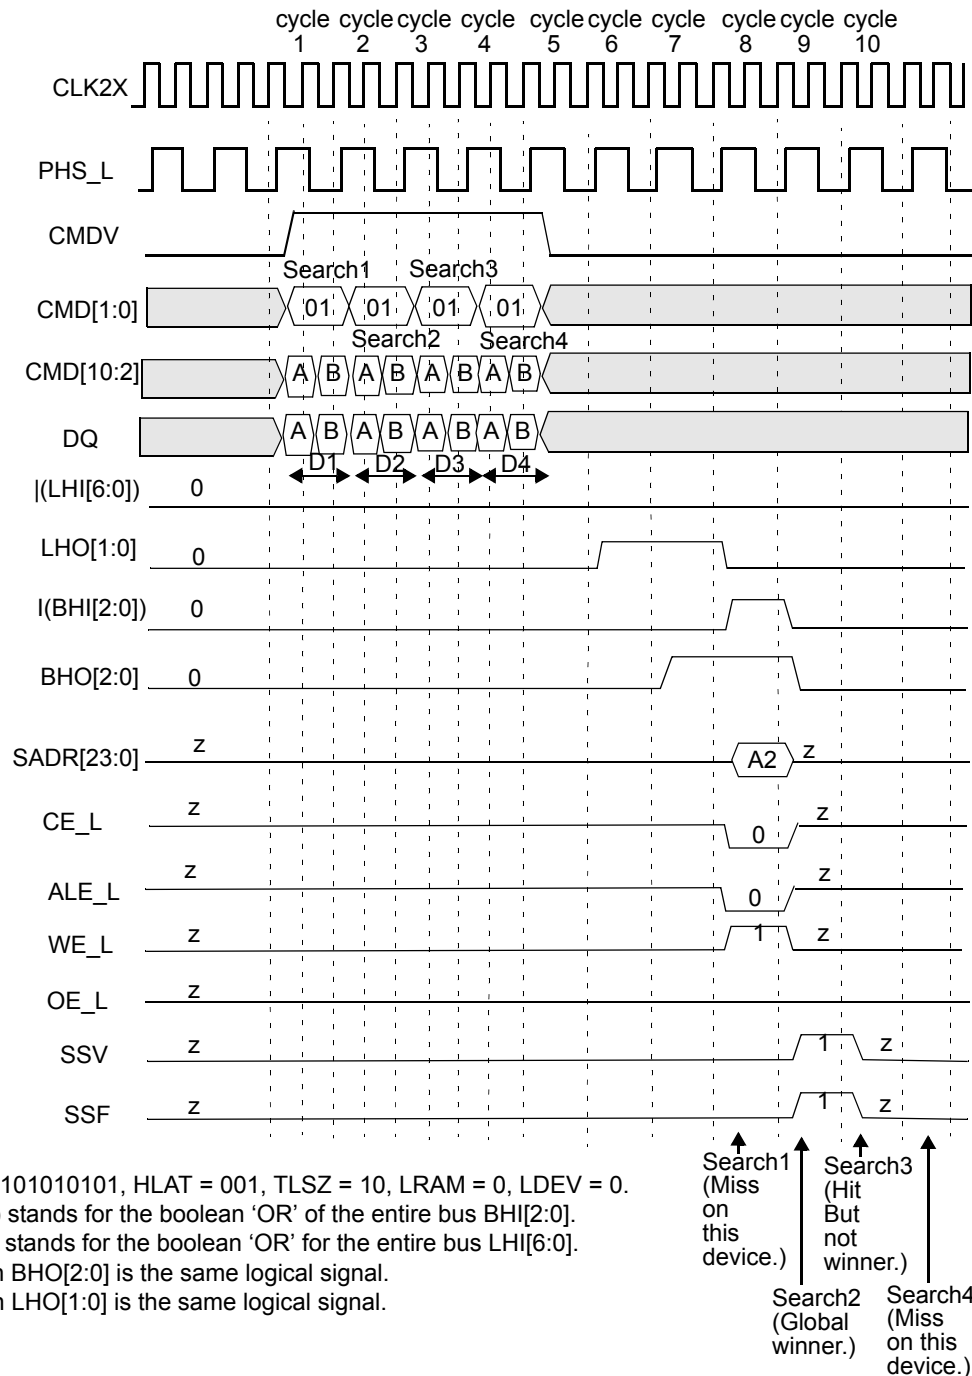 cycle cycle cycle cycle cycle cycle cycle cycle cycle cycle
1 2 3 4 5 6 7 8 9 10
CLK2X
PHS_L
CMDV
Search1 Search3
CMD[1:0] 01 01 01 01
Search2 Search4
CMD[10:2] A B A B A B A B
DQ A B A B A B A B
D1 D2 D3 D4
|(LHI[6:0]) 0
LHO[1:0] 0
I(BHI[2:0]) 0
BHO[2:0] 0
SADR[23:0] z A2 z
CE_L z 0 z
ALE_L z 0 z
WE_L z 1 z
OE_L z
SSV z 1 z
SSF z 1 z
Search1
(Miss
on
this
device.)
Search3
(Hit
But
not
winner.)
Search2
(Global
winner.)
Search4
(Miss
on this
device.)
101010101, HLAT = 001, TLSZ = 10, LRAM = 0, LDEV = 0.
) stands for the boolean ‘OR’ of the entire bus BHI[2:0].
stands for the boolean ‘OR’ for the entire bus LHI[6:0].
n BHO[2:0] is the same logical signal.
n LHO[1:0] is the same logical signal.